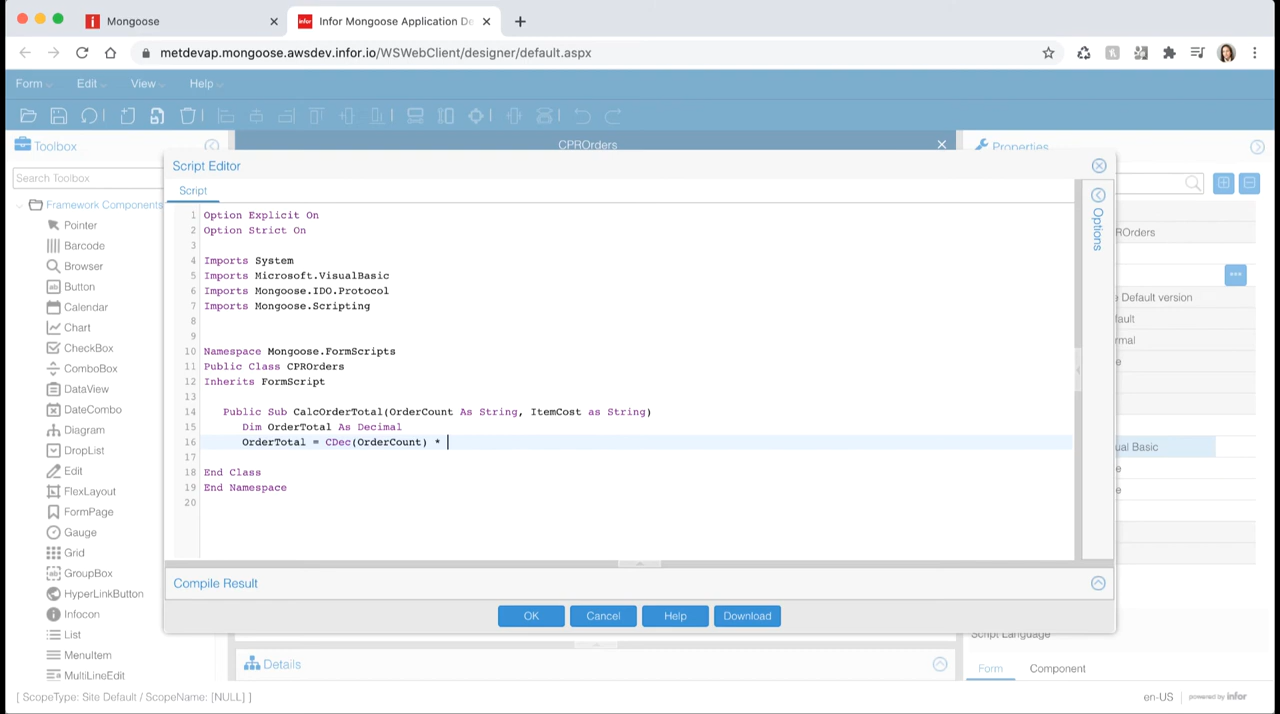 Mongoose
Infor Mongoose Application De
metdevap.mongoose.awsdev.infor.io/WSWebClient/designer/default.aspx
Form Edit View Help
Toolbox
CPROrders
Properties
Search Toolbox
Framework Components
Pointer
Barcode
Browser
Button
Calendar
Chart
CheckBox
ComboBox
DataView
DateCombo
Diagram
DropList
Edit
FlexLayout
FormPage
Gauge
Grid
GroupBox
HyperLinkButton
Infocon
List
MenuItem
MultiLineEdit
Script Editor
Script
1 Option Explicit On
2 Option Strict On
3
4 Imports System
5 Imports Microsoft.VisualBasic
6 Imports Mongoose.IDO.Protocol
7 Imports Mongoose.Scripting
8
9
10 Namespace Mongoose.FormScripts
11 Public Class CPROrders
12 Inherits FormScript
13
14 Public Sub CalcOrderTotal(OrderCount As String, ItemCost as String)
15 Dim OrderTotal As Decimal
16 OrderTotal = CDec(OrderCount) *
17
18 End Class
19 End Namespace
20
Options
Compile Result
OK Cancel Help Download
ROrders
Default version
ault
rmal
ual Basic
Script Language
Details
Form Component
[ ScopeType: Site Default / ScopeName: [NULL] ]
en-US powered by infor